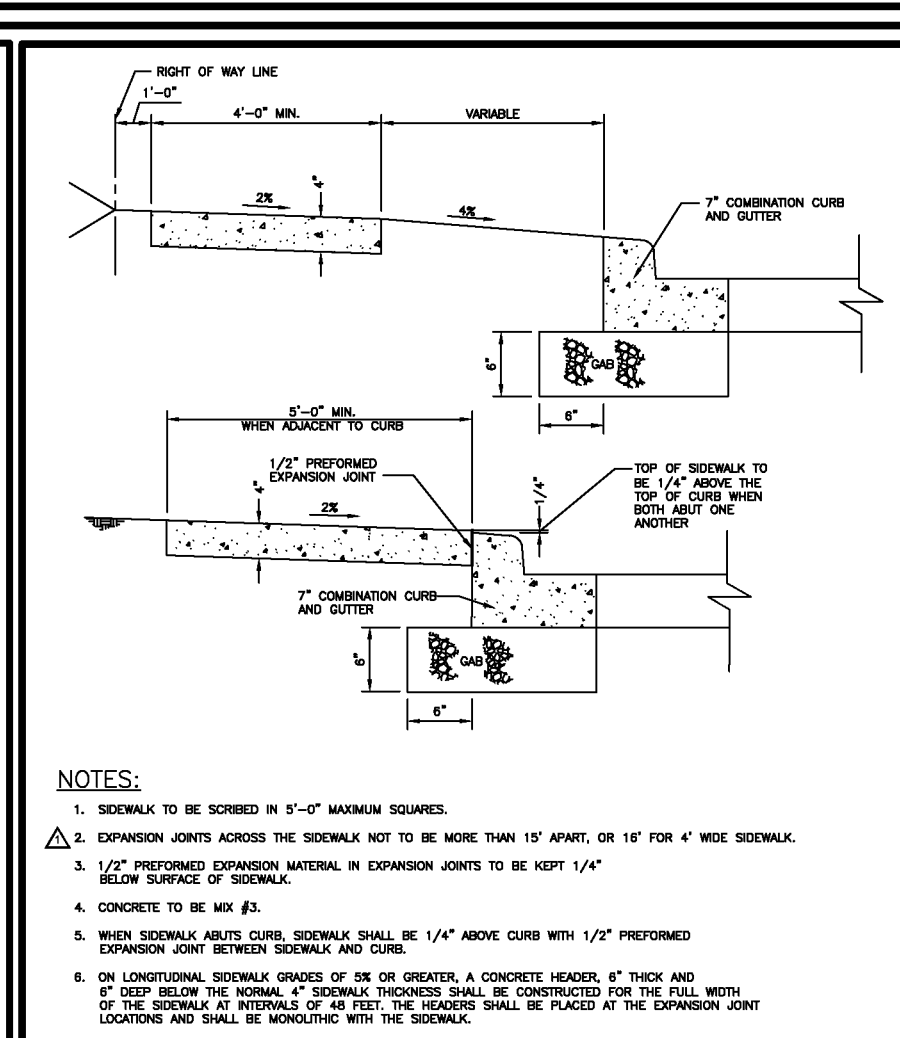 RIGHT OF WAY LINE
1'-0"
4'-0" MIN.
VARIABLE
2%
4"
4%
7" COMBINATION CURB
AND GUTTER
6"
GAB
6"
5'-0" MIN.
WHEN ADJACENT TO CURB
1/2" PREFORMED
EXPANSION JOINT
4"
2%
1/4"
TOP OF SIDEWALK TO
BE 1/4" ABOVE THE
TOP OF CURB WHEN
BOTH ABUT ONE
ANOTHER
7" COMBINATION CURB
AND GUTTER
6"
GAB
6"
NOTES:
1. SIDEWALK TO BE SCRIBED IN 5'-0" MAXIMUM SQUARES.
1 2. EXPANSION JOINTS ACROSS THE SIDEWALK NOT TO BE MORE THAN 15' APART, OR 16' FOR 4' WIDE SIDEWALK.
3. 1/2" PREFORMED EXPANSION MATERIAL IN EXPANSION JOINTS TO BE KEPT 1/4"
BELOW SURFACE OF SIDEWALK.
4. CONCRETE TO BE MIX #3.
5. WHEN SIDEWALK ABUTS CURB, SIDEWALK SHALL BE 1/4" ABOVE CURB WITH 1/2" PREFORMED
EXPANSION JOINT BETWEEN SIDEWALK AND CURB.
6. ON LONGITUDINAL SIDEWALK GRADES OF 5% OR GREATER, A CONCRETE HEADER, 6" THICK AND
6" DEEP BELOW THE NORMAL 4" SIDEWALK THICKNESS SHALL BE CONSTRUCTED FOR THE FULL WIDTH
OF THE SIDEWALK AT INTERVALS OF 48 FEET. THE HEADERS SHALL BE PLACED AT THE EXPANSION JOINT
LOCATIONS AND SHALL BE MONOLITHIC WITH THE SIDEWALK.